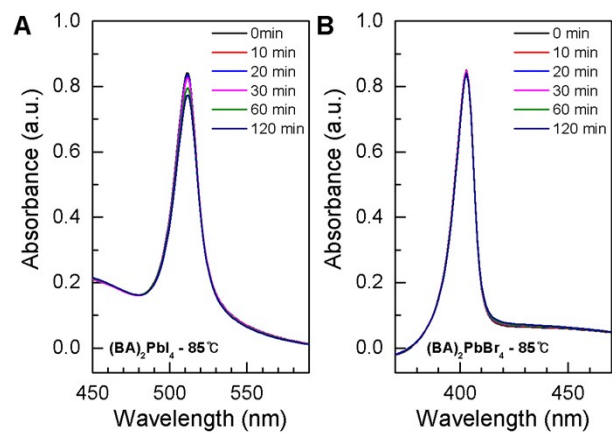 A
Absorbance (a.u.)
1.0
0.8
0.6
0.4
0.2
0.0
0min
10 min
20 min
30 min
60 min
120 min
(BA)₂PbI₄ - 85℃
450 500 550
Wavelength (nm)
B
Absorbance (a.u.)
1.0
0.8
0.6
0.4
0.2
0.0
0 min
10 min
20 min
30 min
60 min
120 min
(BA)₂PbBr₄ - 85℃
400 450
Wavelength (nm)